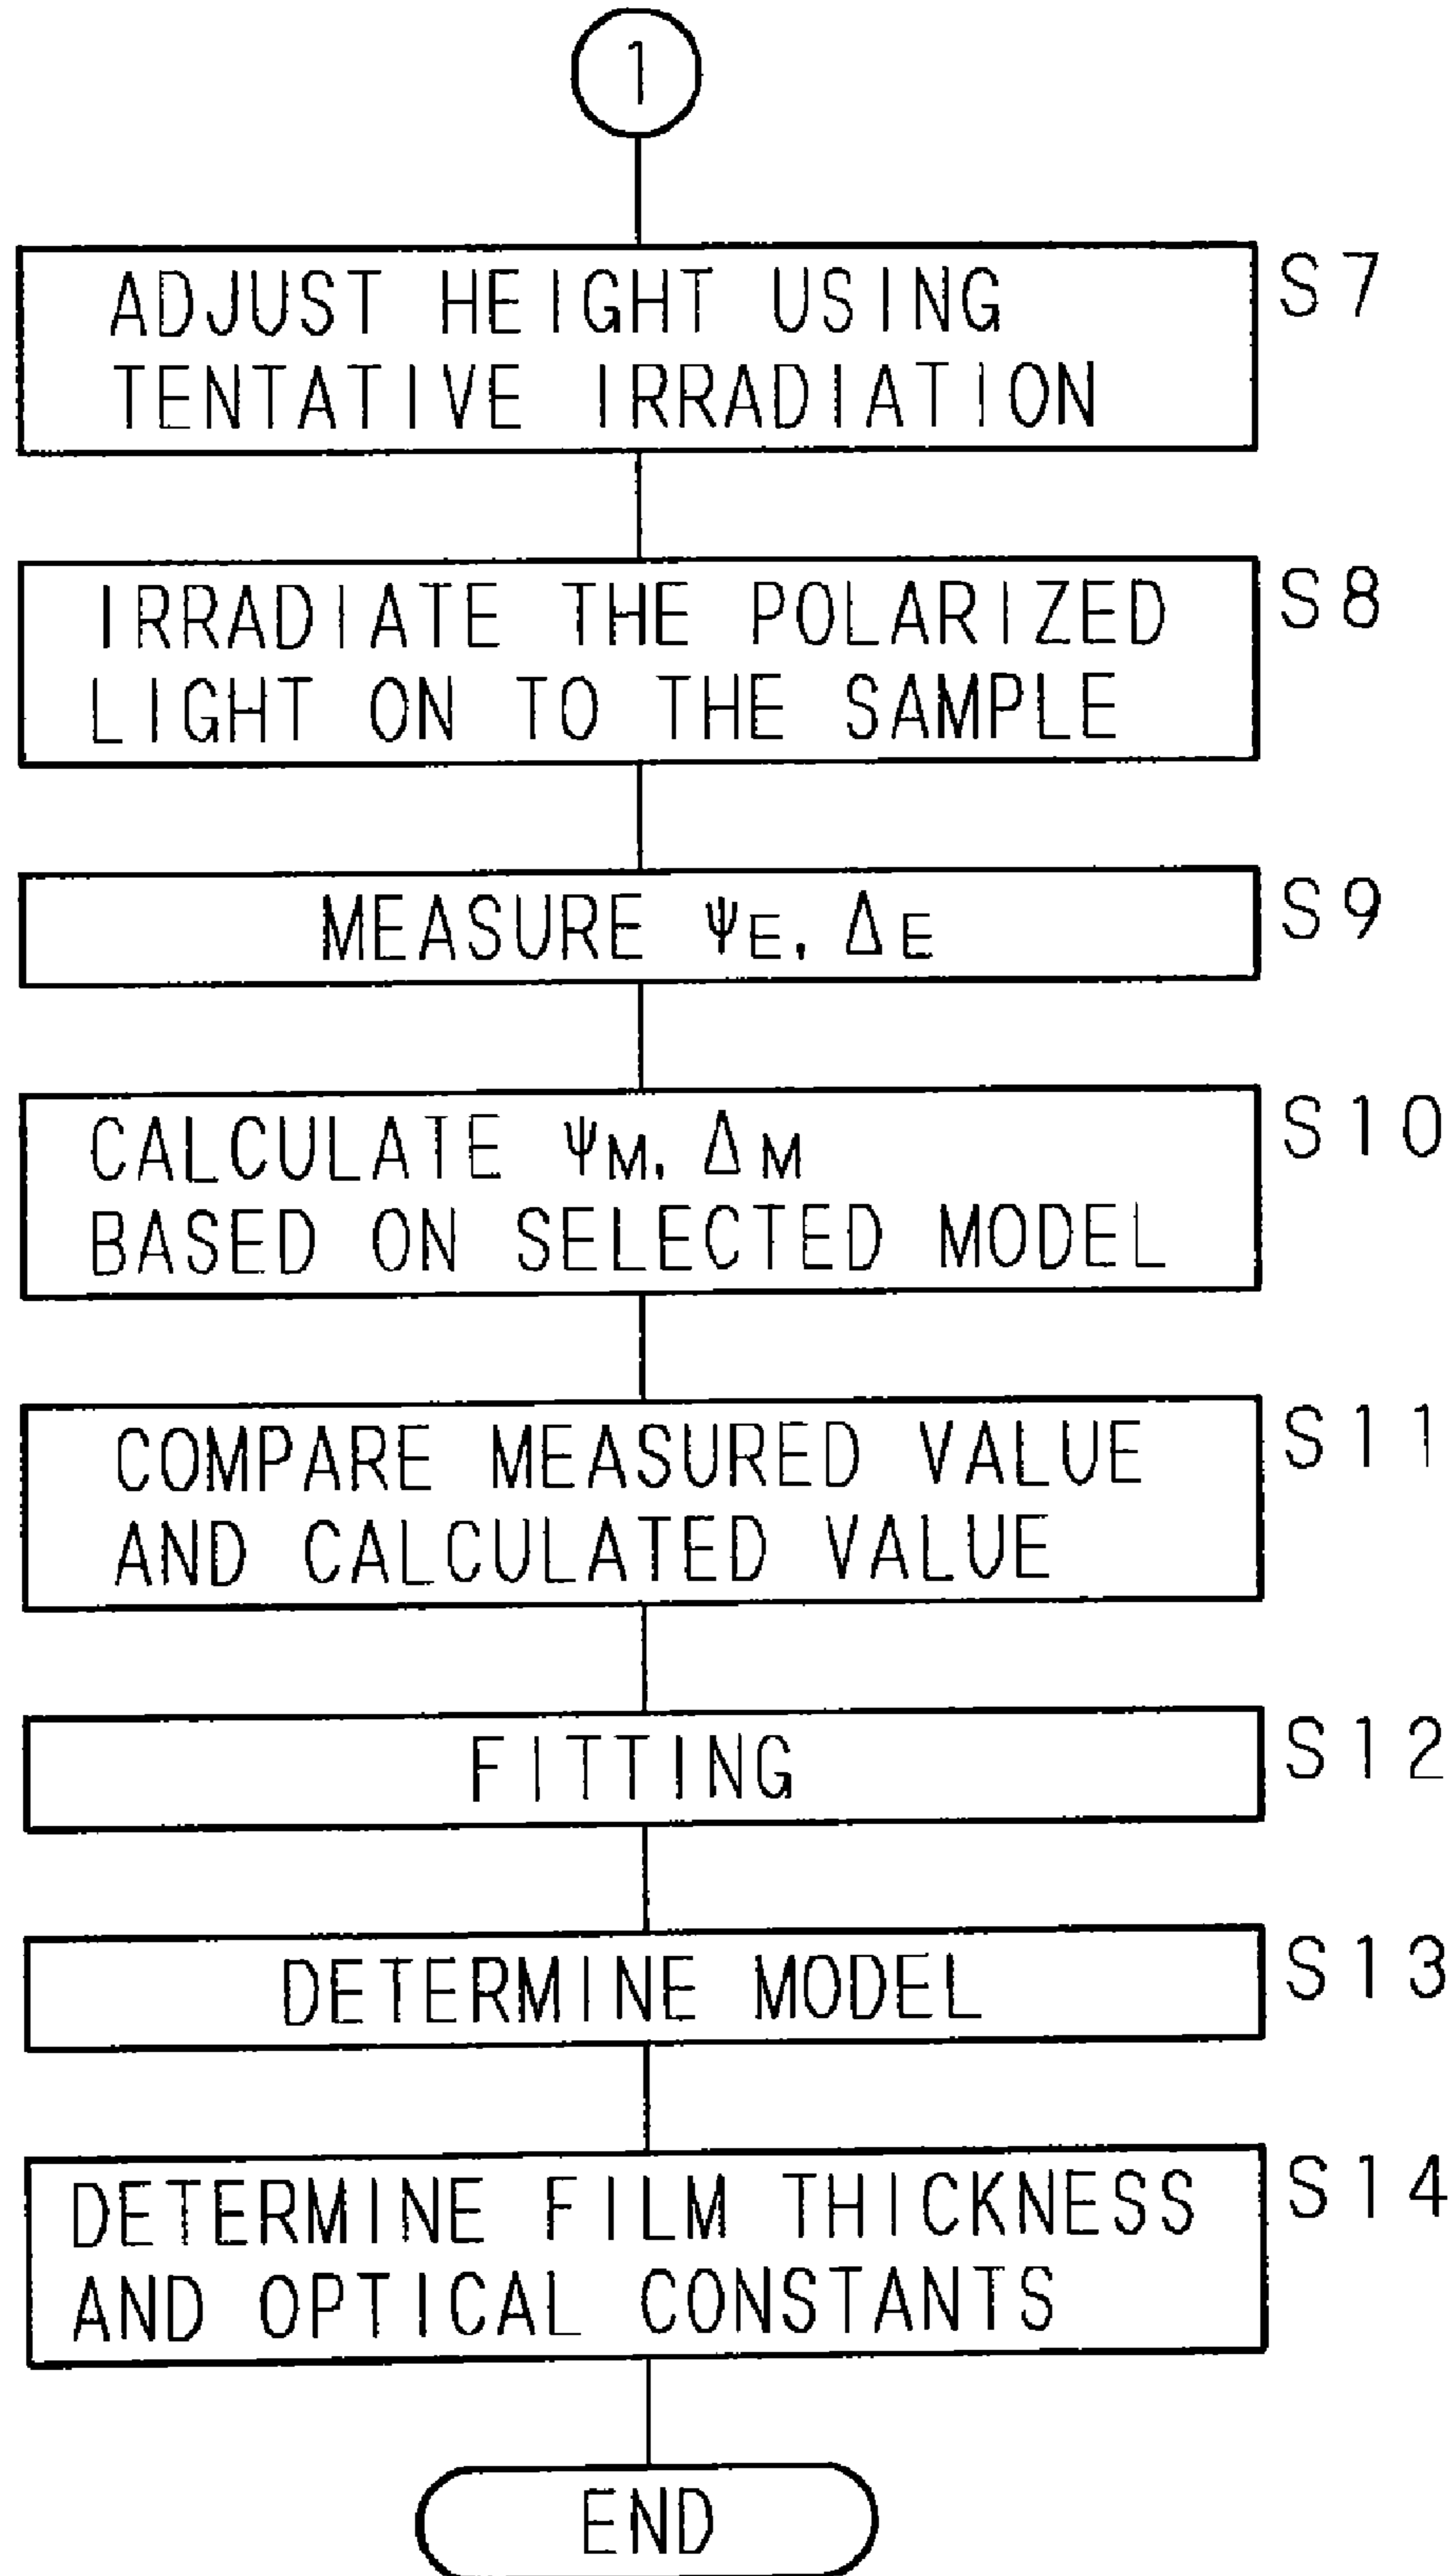 1
ADJUST HEIGHT USING
TENTATIVE IRRADIATION
S7
IRRADIATE THE POLARIZED
LIGHT ON TO THE SAMPLE
S8
MEASURE ψE, ΔE
S9
CALCULATE ψM, ΔM
BASED ON SELECTED MODEL
S10
COMPARE MEASURED VALUE
AND CALCULATED VALUE
S11
FITTING
S12
DETERMINE MODEL
S13
DETERMINE FILM THICKNESS
AND OPTICAL CONSTANTS
S14
END